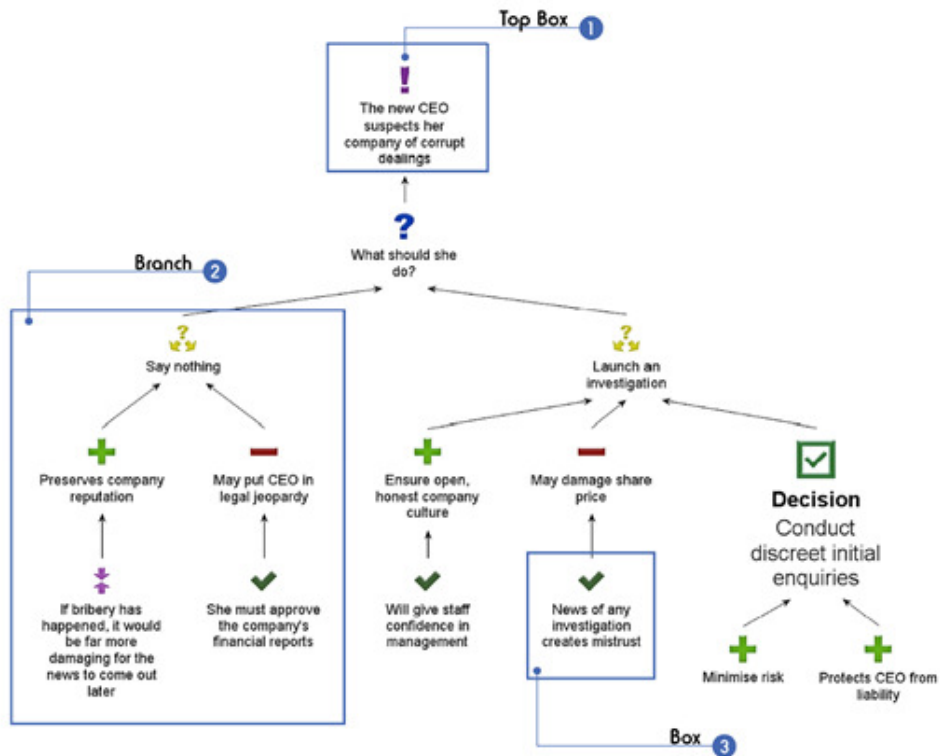 Top Box 1
The new CEO
suspects her
company of corrupt
dealings
What should she
do?
Branch 2
Say nothing
Launch an
investigation
Preserves company
reputation
May put CEO in
legal jeopardy
Ensure open,
honest company
culture
May damage share
price
Decision
Conduct
discreet initial
enquiries
If bribery has
happened, it would
be far more
damaging for the
news to come out
later
She must approve
the company's
financial reports
Will give staff
confidence in
management
News of any
investigation
creates mistrust
Minimise risk
Protects CEO from
liability
Box 3